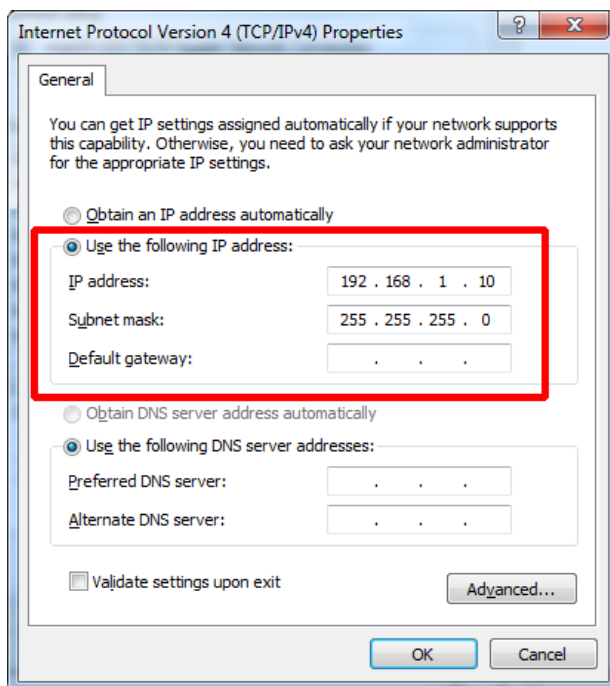 Internet Protocol Version 4 (TCP/IPv4) Properties
General
You can get IP settings assigned automatically if your network supports
this capability. Otherwise, you need to ask your network administrator
for the appropriate IP settings.
Obtain an IP address automatically
Use the following IP address:
IP address: 192 . 168 . 1 . 10
Subnet mask: 255 . 255 . 255 . 0
Default gateway: . . .
Obtain DNS server address automatically
Use the following DNS server addresses:
Preferred DNS server: . . .
Alternate DNS server: . . .
Validate settings upon exit
Advanced...
OK Cancel